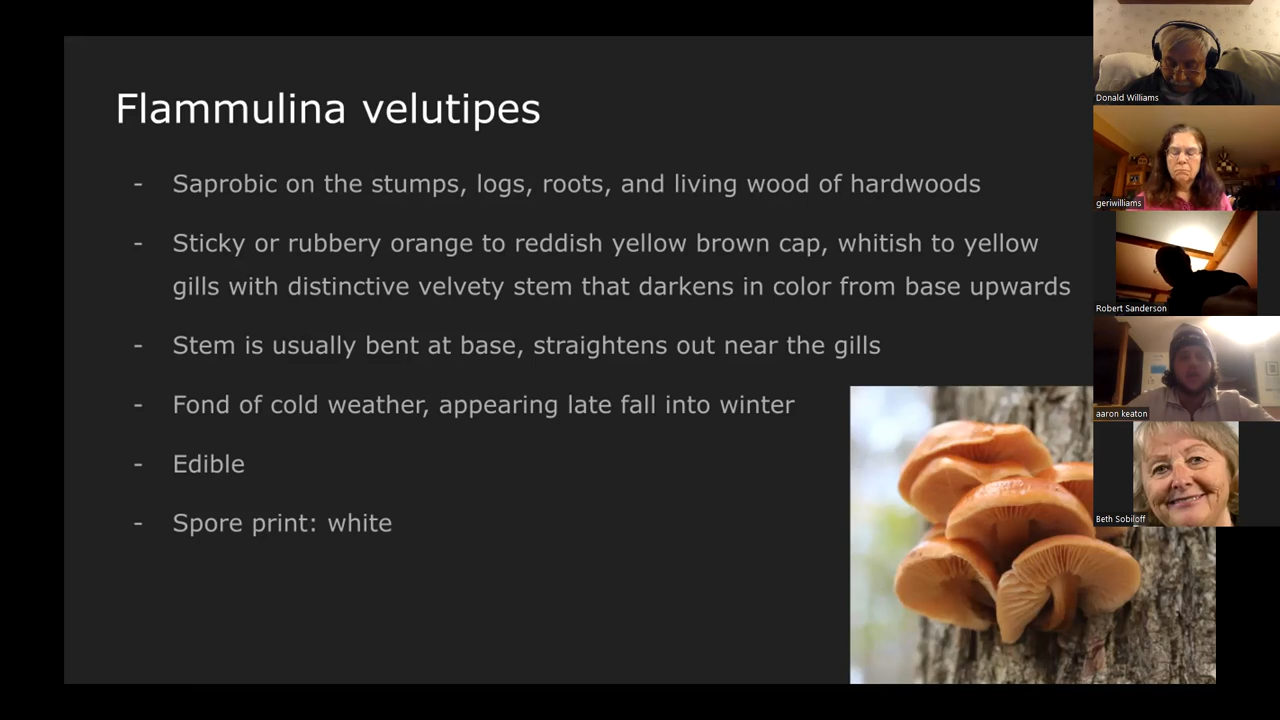 Flammulina velutipes
- Saprobic on the stumps, logs, roots, and living wood of hardwoods
- Sticky or rubbery orange to reddish yellow brown cap, whitish to yellow
gills with distinctive velvety stem that darkens in color from base upwards
- Stem is usually bent at base, straightens out near the gills
- Fond of cold weather, appearing late fall into winter
- Edible
- Spore print: white
Donald Williams
geriwilliams
Robert Sanderson
aaron keaton
Beth Sobiloff